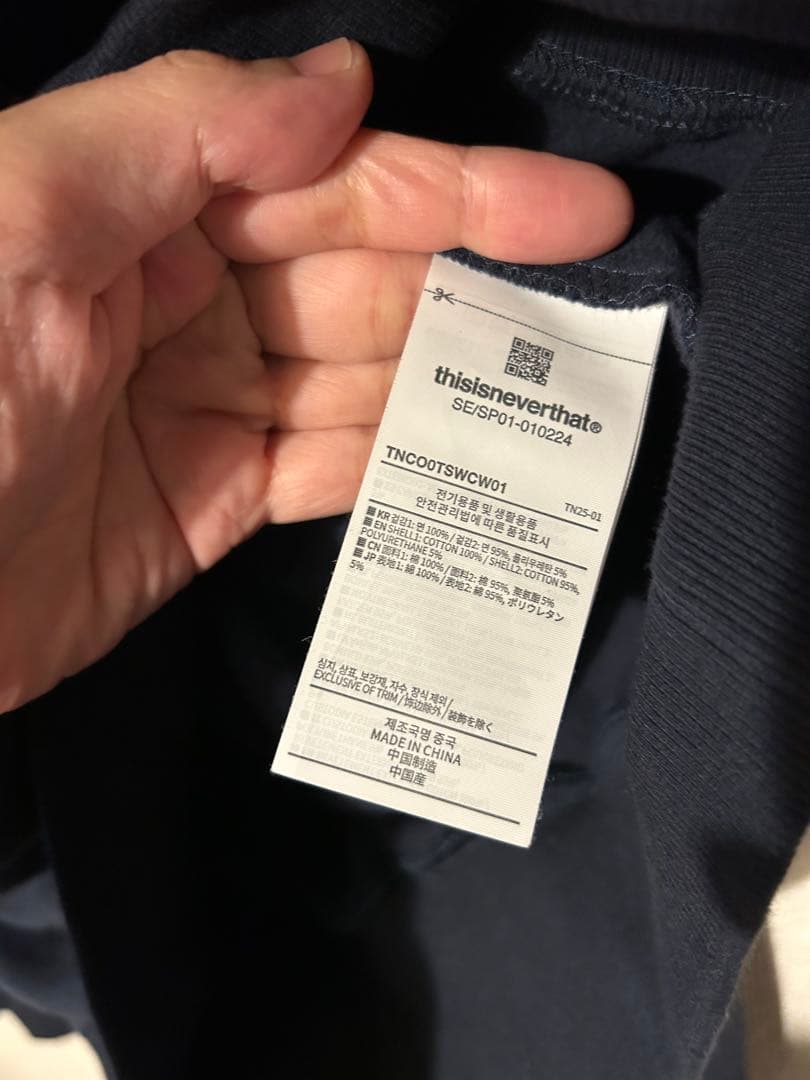 thisisneverthat®
SE/SP01-010224
TNCO0TSWCW01
TN25-01
전기용품 및 생활용품
안전관리법에 따른 품질표시
KR 겉감1: 면 100% / 겉감2: 면 95%, 폴리우레탄 5%
EN SHELL1: COTTON 100% / SHELL2: COTTON 95%,
POLYURETHANE 5%
CN 面料1: 棉 100% / 面料2: 棉 95%, 聚氨酯 5%
JP 表地1: 綿 100% / 表地2: 綿 95%, ポリウレタン
5%
심지, 상표, 보강재, 자수, 장식 제외 /
EXCLUSIVE OF TRIM / 饰边除外 / 装飾を除く
제조국명 중국
MADE IN CHINA
中国制造
中国産